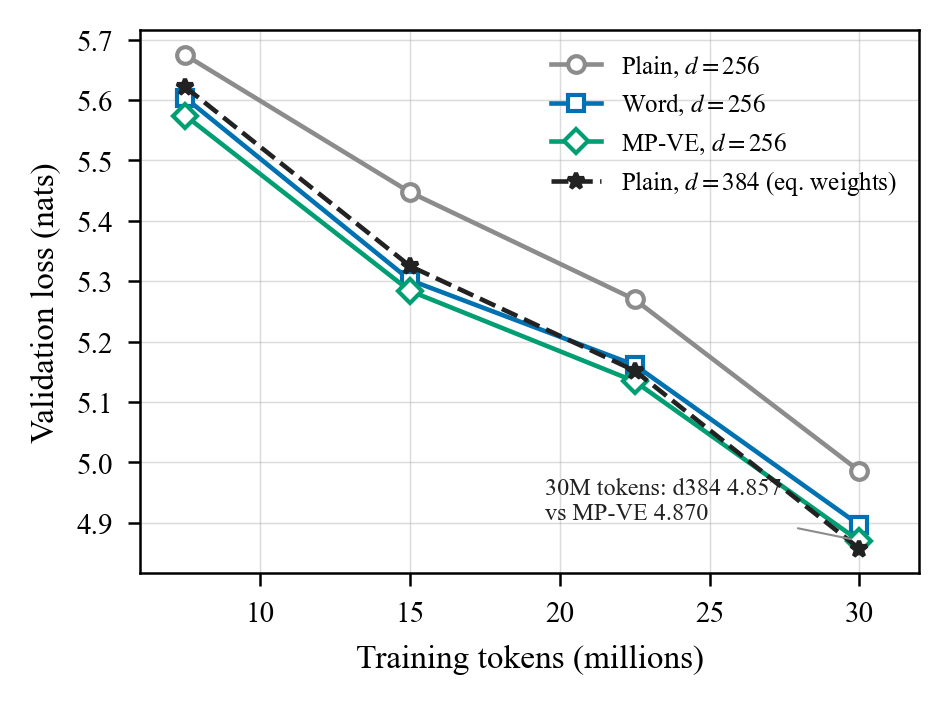 5.7
5.6
5.5
5.4
5.3
5.2
5.1
5.0
4.9
Validation loss (nats)
Plain, d = 256
Word, d = 256
MP-VE, d = 256
Plain, d = 384 (eq. weights)
30M tokens: d384 4.857
vs MP-VE 4.870
10
15
20
25
30
Training tokens (millions)